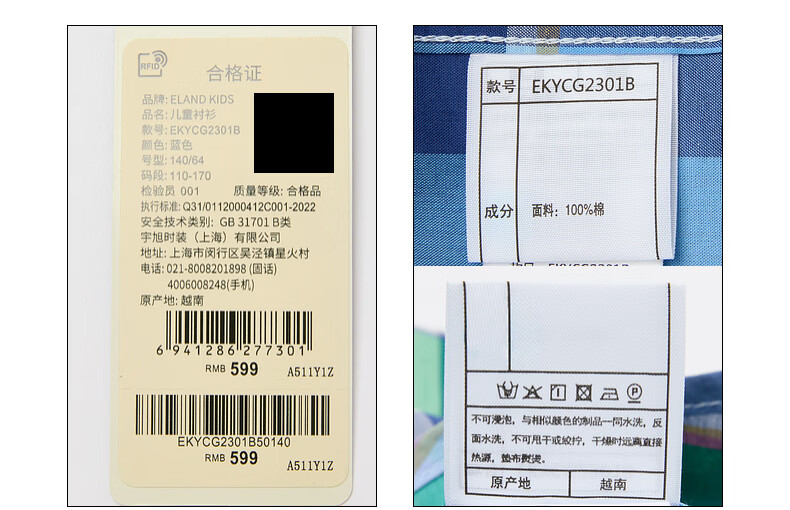 RFID
合格证
品牌: ELAND KIDS
品名: 儿童衬衫
款号: EKYCG2301B
颜色: 蓝色
号型: 140/64
码段: 110-170
检验员 001 质量等级: 合格品
执行标准: Q31/0112000412C001-2022
安全技术类别: GB 31701 B类
宇旭时装（上海）有限公司
地址: 上海市闵行区吴泾镇星火村
电话: 021-8008201898 (固话)
4006008248(手机)
原产地: 越南
6 941286 277301
RMB 599 A511Y1Z
EKYCG2301B50140
RMB 599 A511Y1Z
款号 EKYCG2301B
成分 面料: 100%棉
不可浸泡，与相似颜色的制品一同水洗，反
面水洗，不可甩干或绞拧，干燥时远离直接
热源，垫布熨烫。
原产地 越南